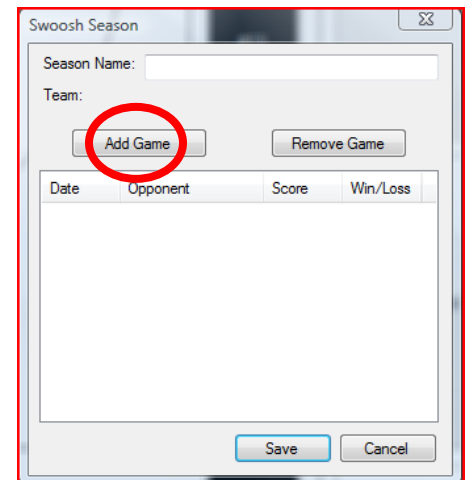 Swoosh Season
Season Name:
Team:
Add Game Remove Game
Date Opponent Score Win/Loss
Save Cancel